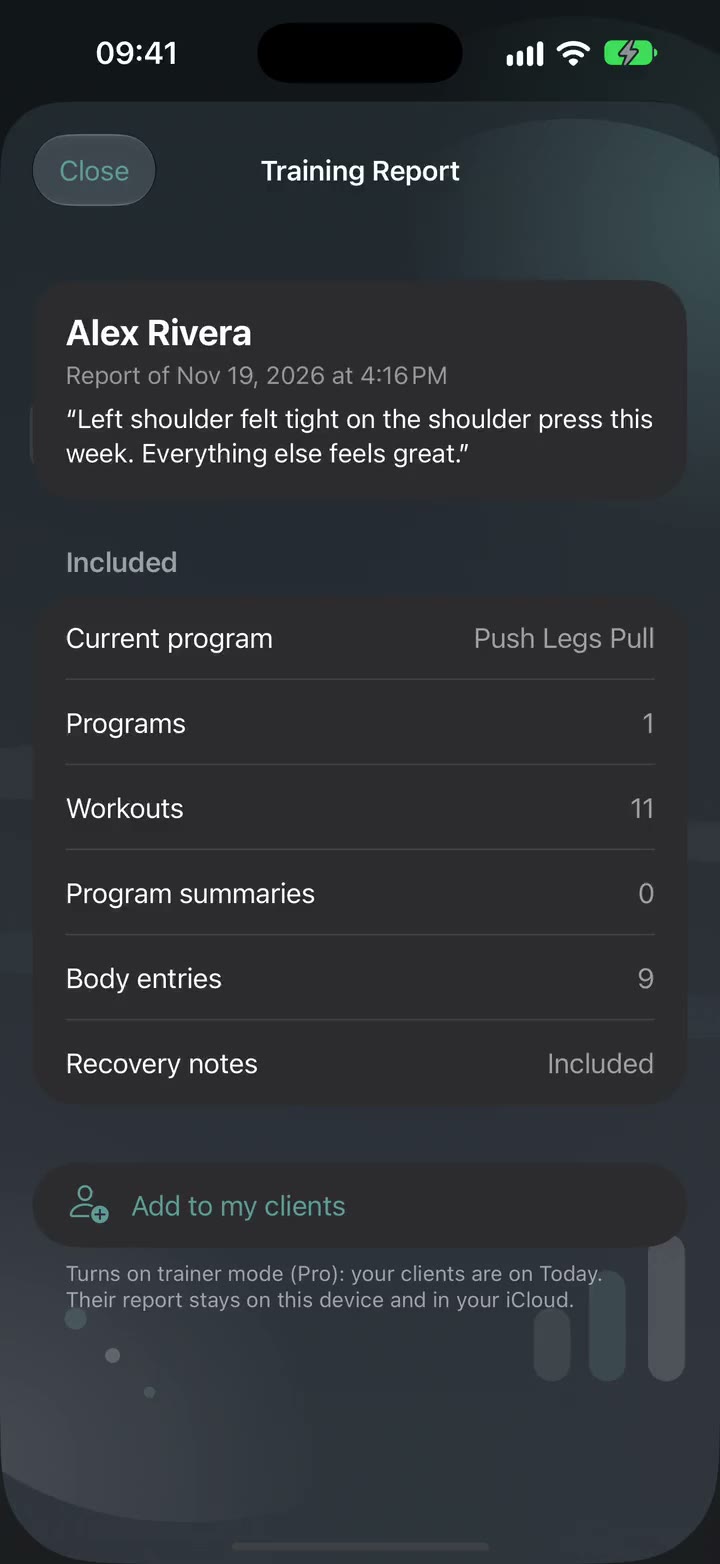 09:41
Close
Training Report
Alex Rivera
Report of Nov 19, 2026 at 4:16 PM
“Left shoulder felt tight on the shoulder press this
week. Everything else feels great.”
Included
Current program Push Legs Pull
Programs 1
Workouts 11
Program summaries 0
Body entries 9
Recovery notes Included
Add to my clients
Turns on trainer mode (Pro): your clients are on Today.
Their report stays on this device and in your iCloud.